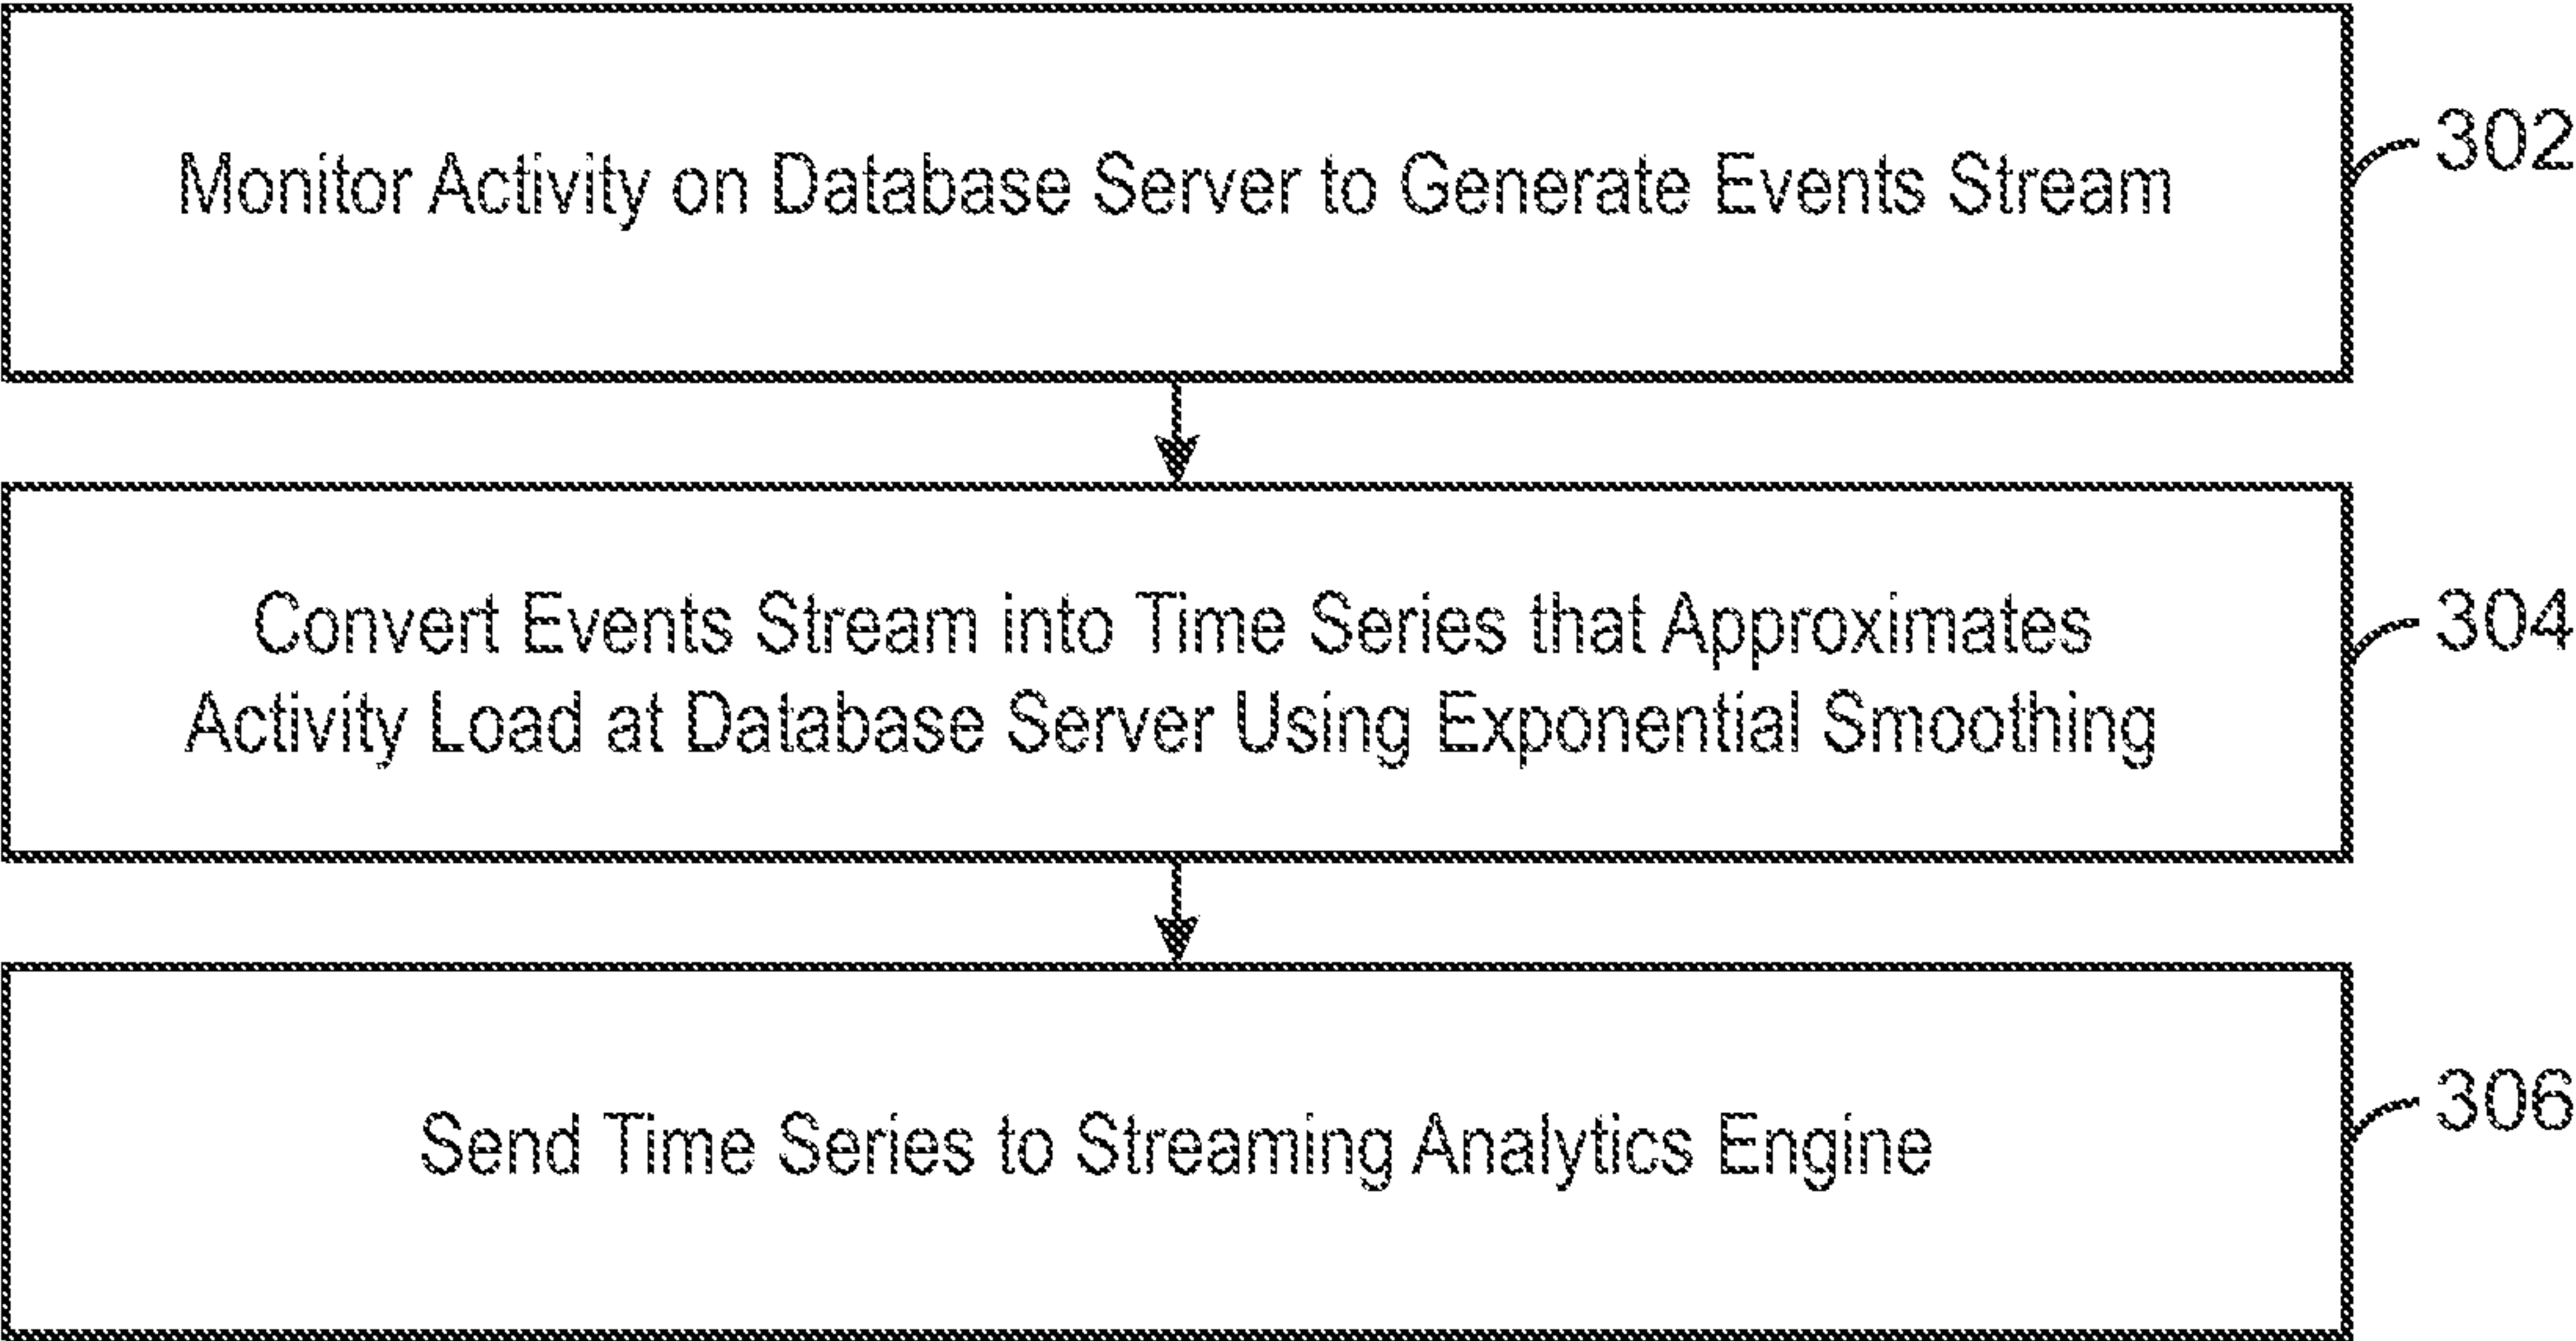 Monitor Activity on Database Server to Generate Events Stream
302
Convert Events Stream into Time Series that Approximates
Activity Load at Database Server Using Exponential Smoothing
304
Send Time Series to Streaming Analytics Engine
306